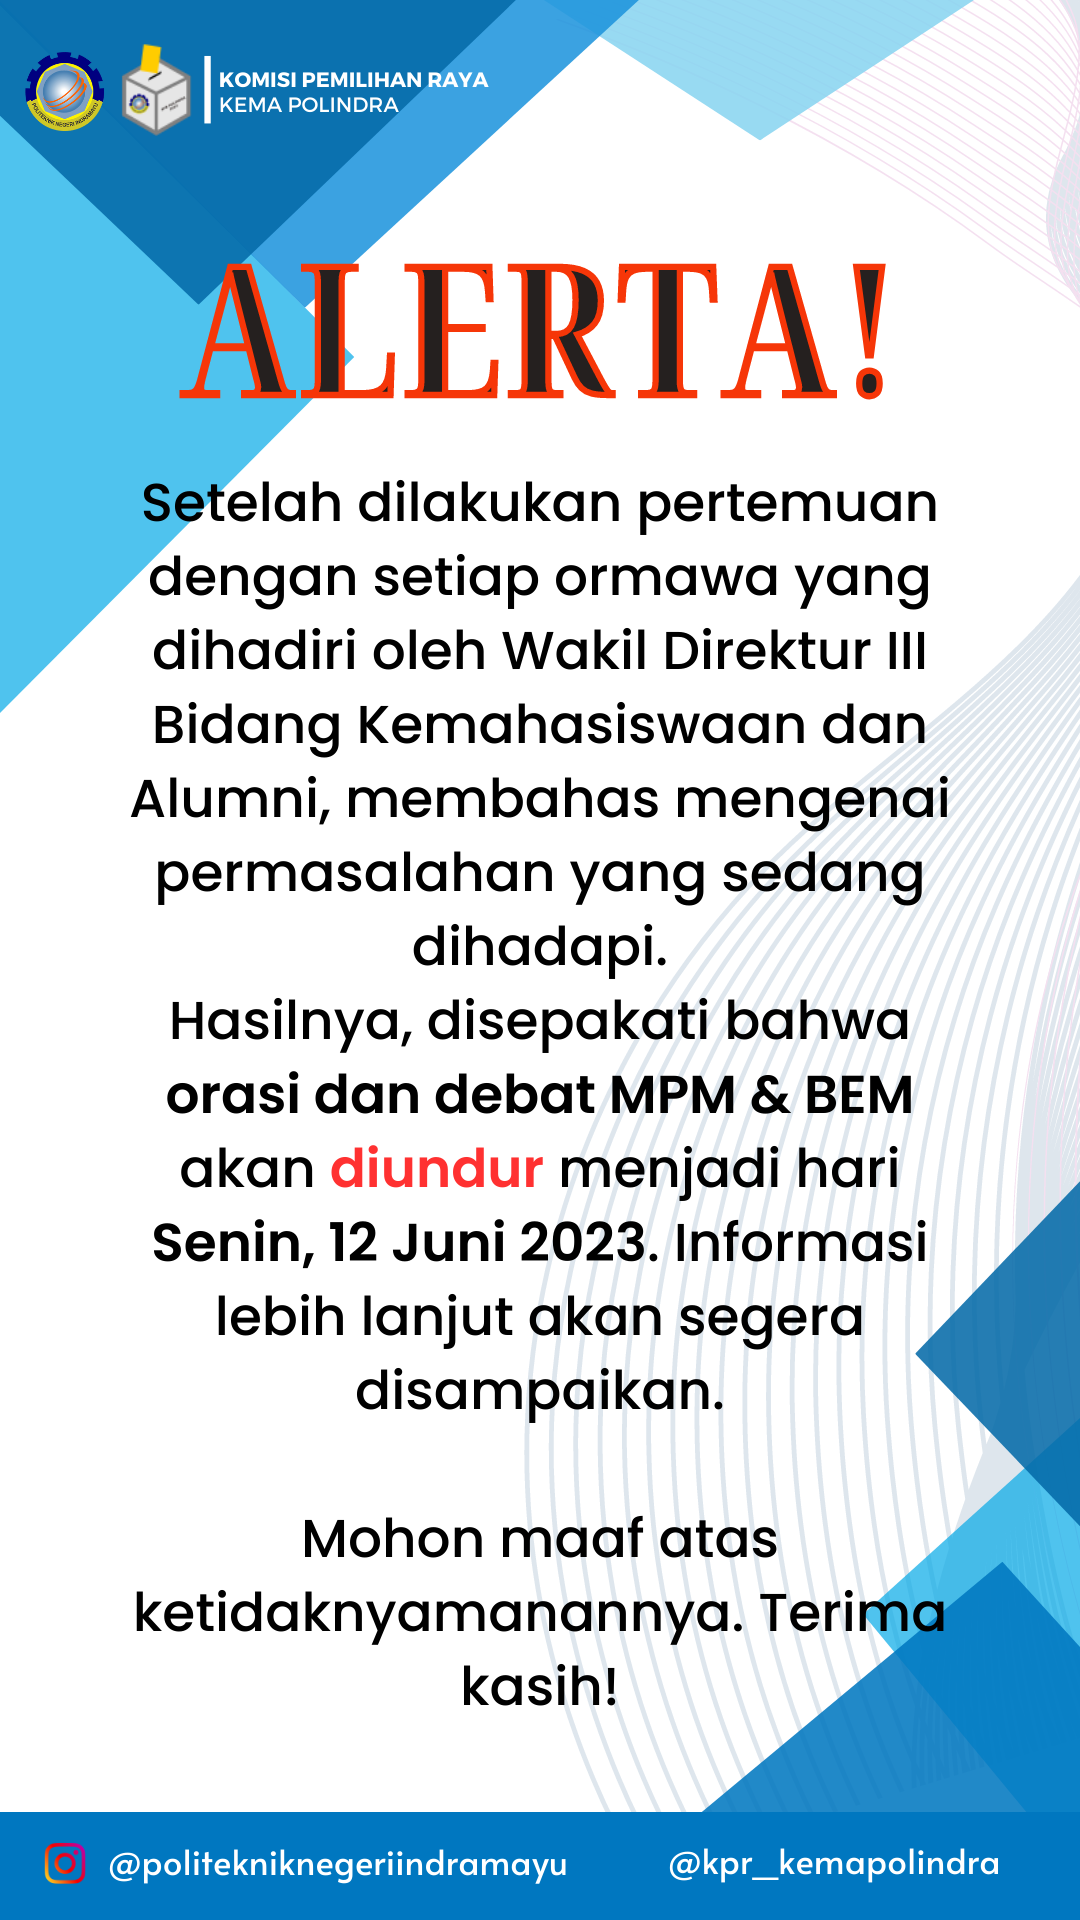 KOMISI PEMILIHAN RAYA
KEMA POLINDRA
POLITEKNIK NEGERI INDRAMAYU
ALERTA!
Setelah dilakukan pertemuan
dengan setiap ormawa yang
dihadiri oleh Wakil Direktur III
Bidang Kemahasiswaan dan
Alumni, membahas mengenai
permasalahan yang sedang
dihadapi.
Hasilnya, disepakati bahwa
orasi dan debat MPM & BEM
akan diundur menjadi hari
Senin, 12 Juni 2023. Informasi
lebih lanjut akan segera
disampaikan.
Mohon maaf atas
ketidaknyamanannya. Terima
kasih!
@politekniknegeriindramayu
@kpr_kemapolindra